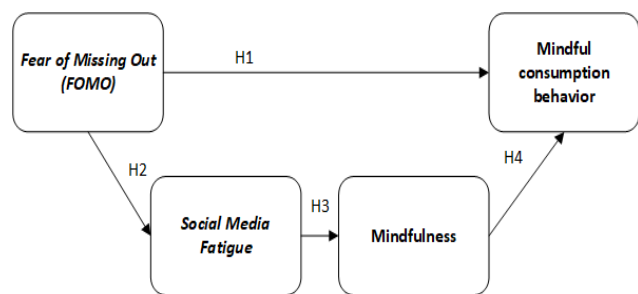 Fear of Missing Out
(FOMO)
H1
Mindful
consumption
behavior
H2
H4
Social Media
Fatigue
H3
Mindfulness